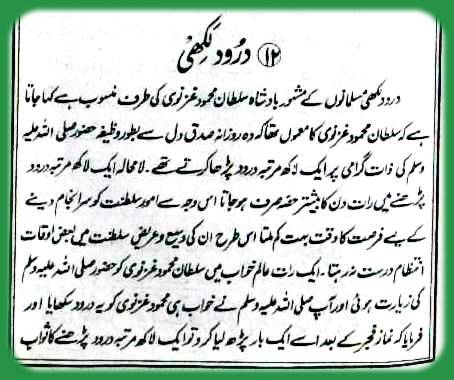 ⑫ درود لکھی
درود لکھی مسلمانوں کے مشہور بادشاہ سلطان محمود غزنوی کی طرف منسوب ہے کہا جاتا
ہے کہ سلطان محمود غزنوی کا معمول تھا کہ وہ روزانہ صدق دل سے بطور وظیفہ حضور صلی اللہ علیہ
وسلم کی ذات گرامی پر ایک لاکھ مرتبہ درود پڑھا کرتے تھے۔ لامحالہ ایک لاکھ مرتبہ درود
پڑھنے میں رات دن کا بیشتر حصہ صرف ہو جاتا اس وجہ سے امور سلطنت کو سرانجام دینے
کے لیے فرصت کا وقت بہت کم ملتا اس طرح ان کی وسیع و عریض سلطنت میں بعض اوقات
انتظام درست نہ رہتا۔ ایک رات عالم خواب میں سلطان محمود غزنوی کو حضور صلی اللہ علیہ وسلم
کی زیارت ہوئی اور آپ صلی اللہ علیہ وسلم نے خواب ہی محمود غزنوی کو یہ درود سکھایا اور
فرمایا کہ نماز فجر کے بعد اسے ایک بار پڑھ لیا کرو تو ایک لاکھ مرتبہ درود پڑھنے کا ثواب